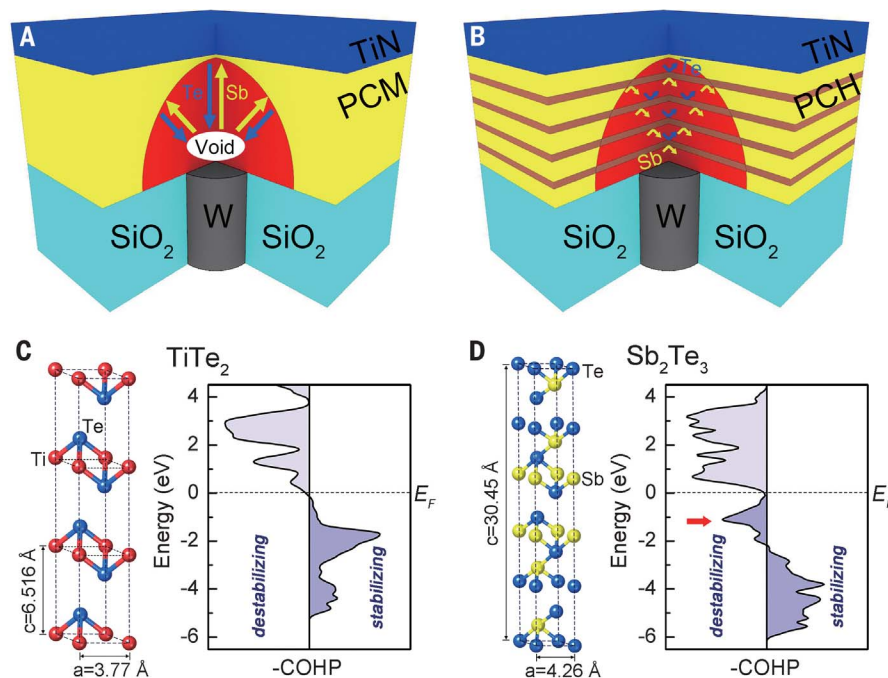 A
TiN
PCM
Te
Sb
Void
W
SiO2
SiO2
B
TiN
PCH
Te
Sb
W
SiO2
SiO2
C
TiTe2
Te
Ti
c=6.516 Å
a=3.77 Å
Energy (eV)
4
2
0
-2
-4
-6
EF
destabilizing
stabilizing
-COHP
D
Sb2Te3
Te
Sb
c=30.45 Å
a=4.26 Å
Energy (eV)
4
2
0
-2
-4
-6
E
destabilizing
stabilizing
-COHP